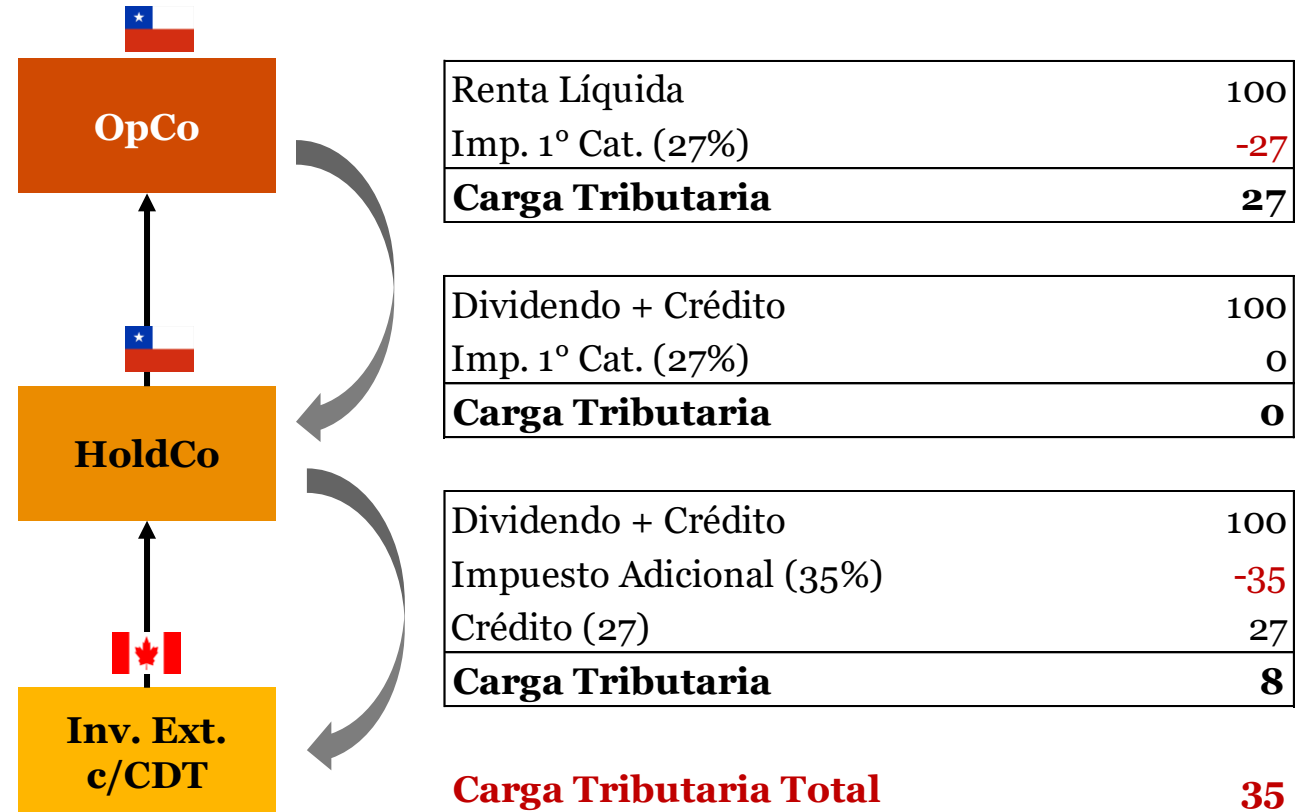 OpCo
Renta Líquida 100
Imp. 1° Cat. (27%) -27
Carga Tributaria 27
HoldCo
Dividendo + Crédito 100
Imp. 1° Cat. (27%) 0
Carga Tributaria 0
Inv. Ext.
c/CDT
Dividendo + Crédito 100
Impuesto Adicional (35%) -35
Crédito (27) 27
Carga Tributaria 8
Carga Tributaria Total 35